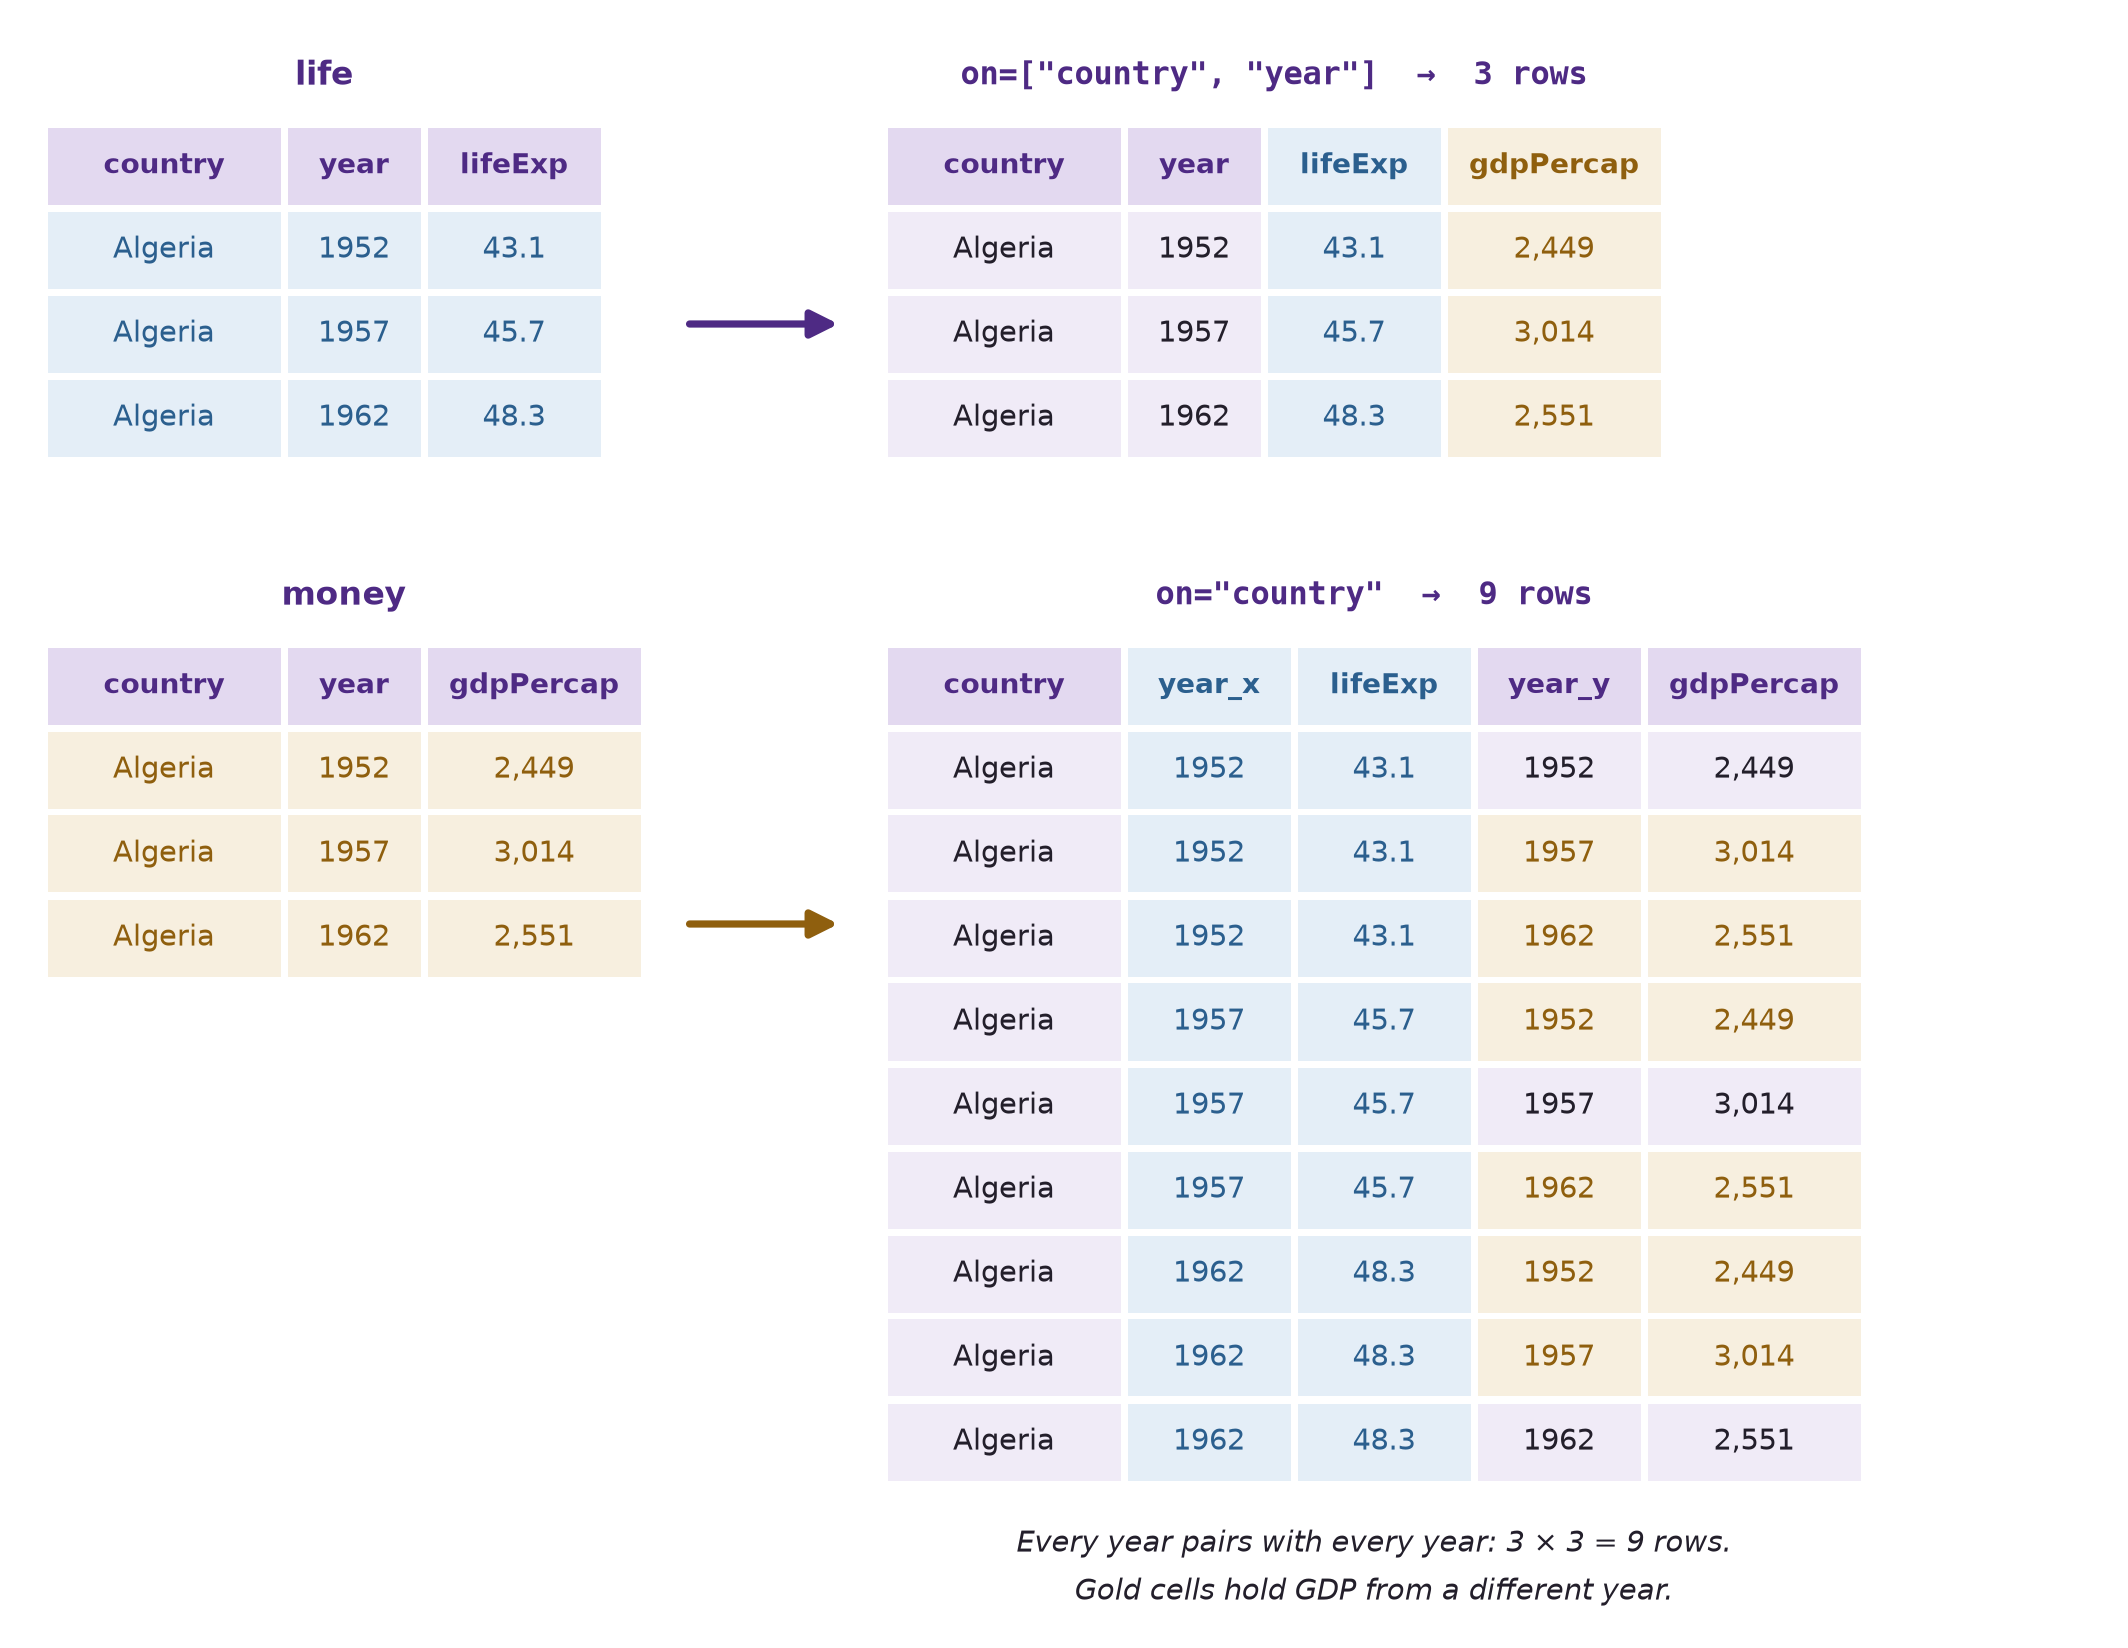 life
country year lifeExp
Algeria 1952 43.1
Algeria 1957 45.7
Algeria 1962 48.3
on=["country", "year"] → 3 rows
country year lifeExp gdpPercap
Algeria 1952 43.1 2,449
Algeria 1957 45.7 3,014
Algeria 1962 48.3 2,551
money
country year gdpPercap
Algeria 1952 2,449
Algeria 1957 3,014
Algeria 1962 2,551
on="country" → 9 rows
country year_x lifeExp year_y gdpPercap
Algeria 1952 43.1 1952 2,449
Algeria 1952 43.1 1957 3,014
Algeria 1952 43.1 1962 2,551
Algeria 1957 45.7 1952 2,449
Algeria 1957 45.7 1957 3,014
Algeria 1957 45.7 1962 2,551
Algeria 1962 48.3 1952 2,449
Algeria 1962 48.3 1957 3,014
Algeria 1962 48.3 1962 2,551
Every year pairs with every year: 3 × 3 = 9 rows.
Gold cells hold GDP from a different year.